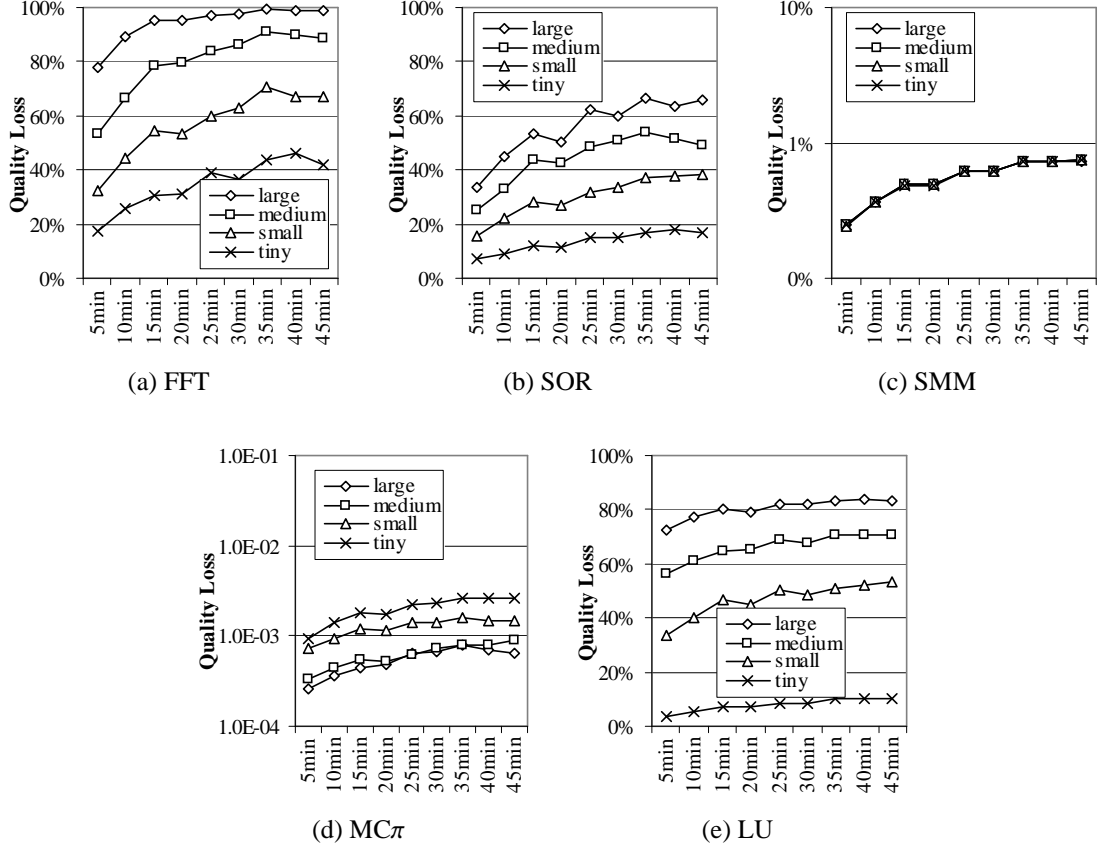 100%
80%
60%
40%
20%
0%
Quality Loss
large
medium
small
tiny
5min
10min
15min
20min
25min
30min
35min
40min
45min
(a) FFT
100%
80%
60%
40%
20%
0%
Quality Loss
large
medium
small
tiny
5min
10min
15min
20min
25min
30min
35min
40min
45min
(b) SOR
10%
1%
0%
Quality Loss
large
medium
small
tiny
5min
10min
15min
20min
25min
30min
35min
40min
45min
(c) SMM
1.0E-01
1.0E-02
1.0E-03
1.0E-04
Quality Loss
large
medium
small
tiny
5min
10min
15min
20min
25min
30min
35min
40min
45min
(d) MCπ
100%
80%
60%
40%
20%
0%
Quality Loss
large
medium
small
tiny
5min
10min
15min
20min
25min
30min
35min
40min
45min
(e) LU